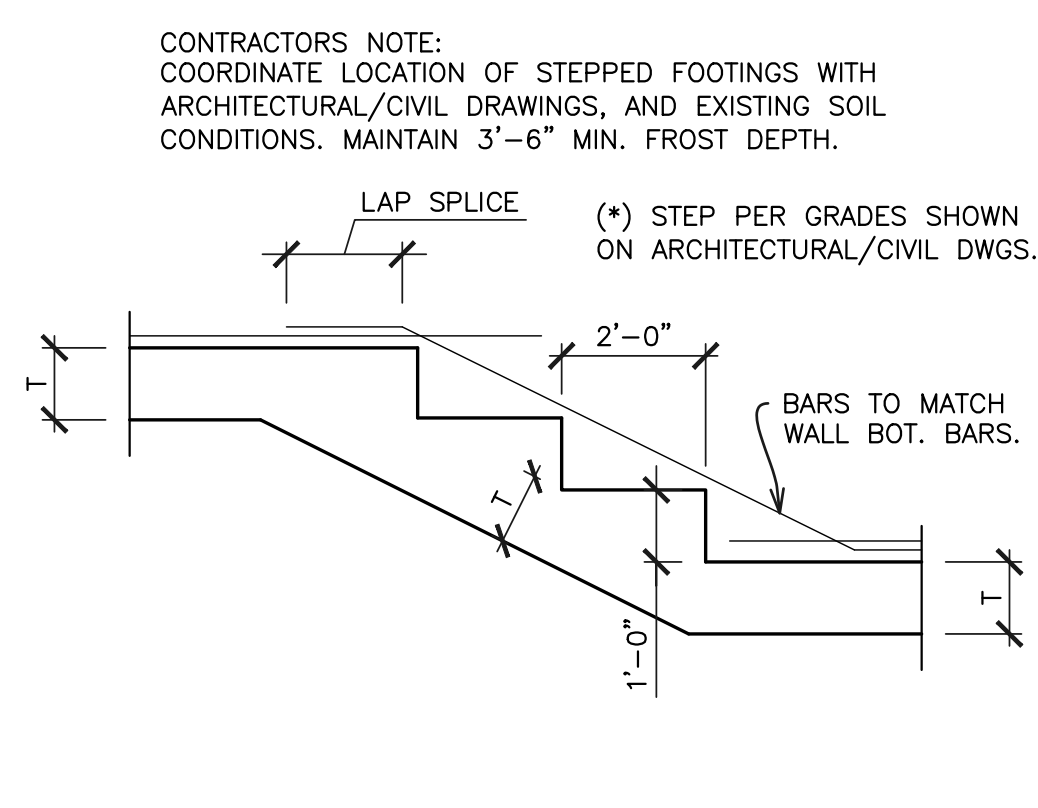 CONTRACTORS NOTE:
COORDINATE LOCATION OF STEPPED FOOTINGS WITH
ARCHITECTURAL/CIVIL DRAWINGS, AND EXISTING SOIL
CONDITIONS. MAINTAIN 3'-6" MIN. FROST DEPTH.
LAP SPLICE
(*) STEP PER GRADES SHOWN
ON ARCHITECTURAL/CIVIL DWGS.
2'-0"
T
BARS TO MATCH
WALL BOT. BARS.
T
T
1'-0"